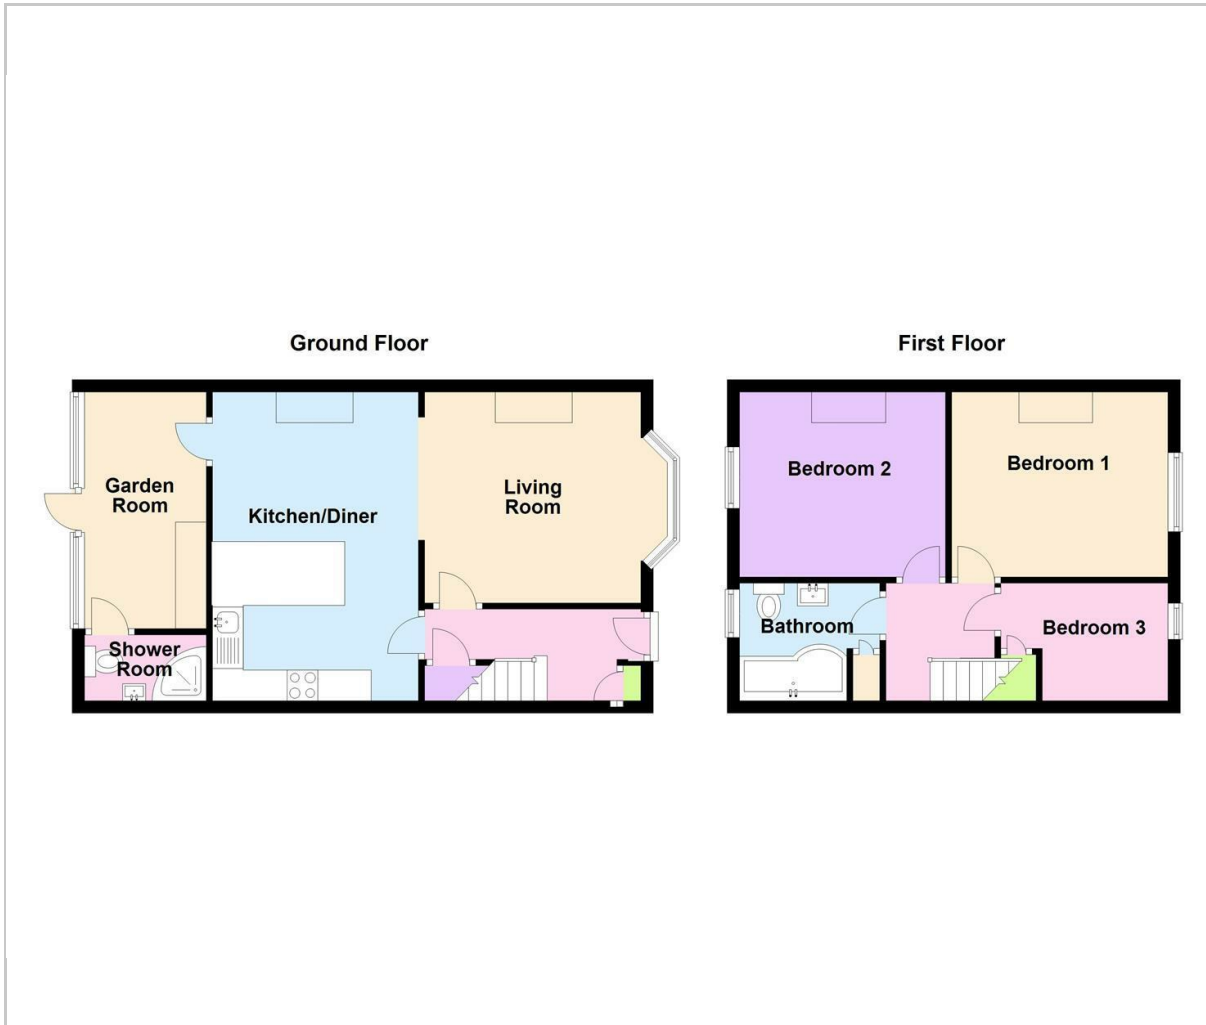 Ground Floor
Garden
Room
Kitchen/Diner
Living
Room
Shower
Room
First Floor
Bedroom 2
Bedroom 1
Bathroom
Bedroom 3